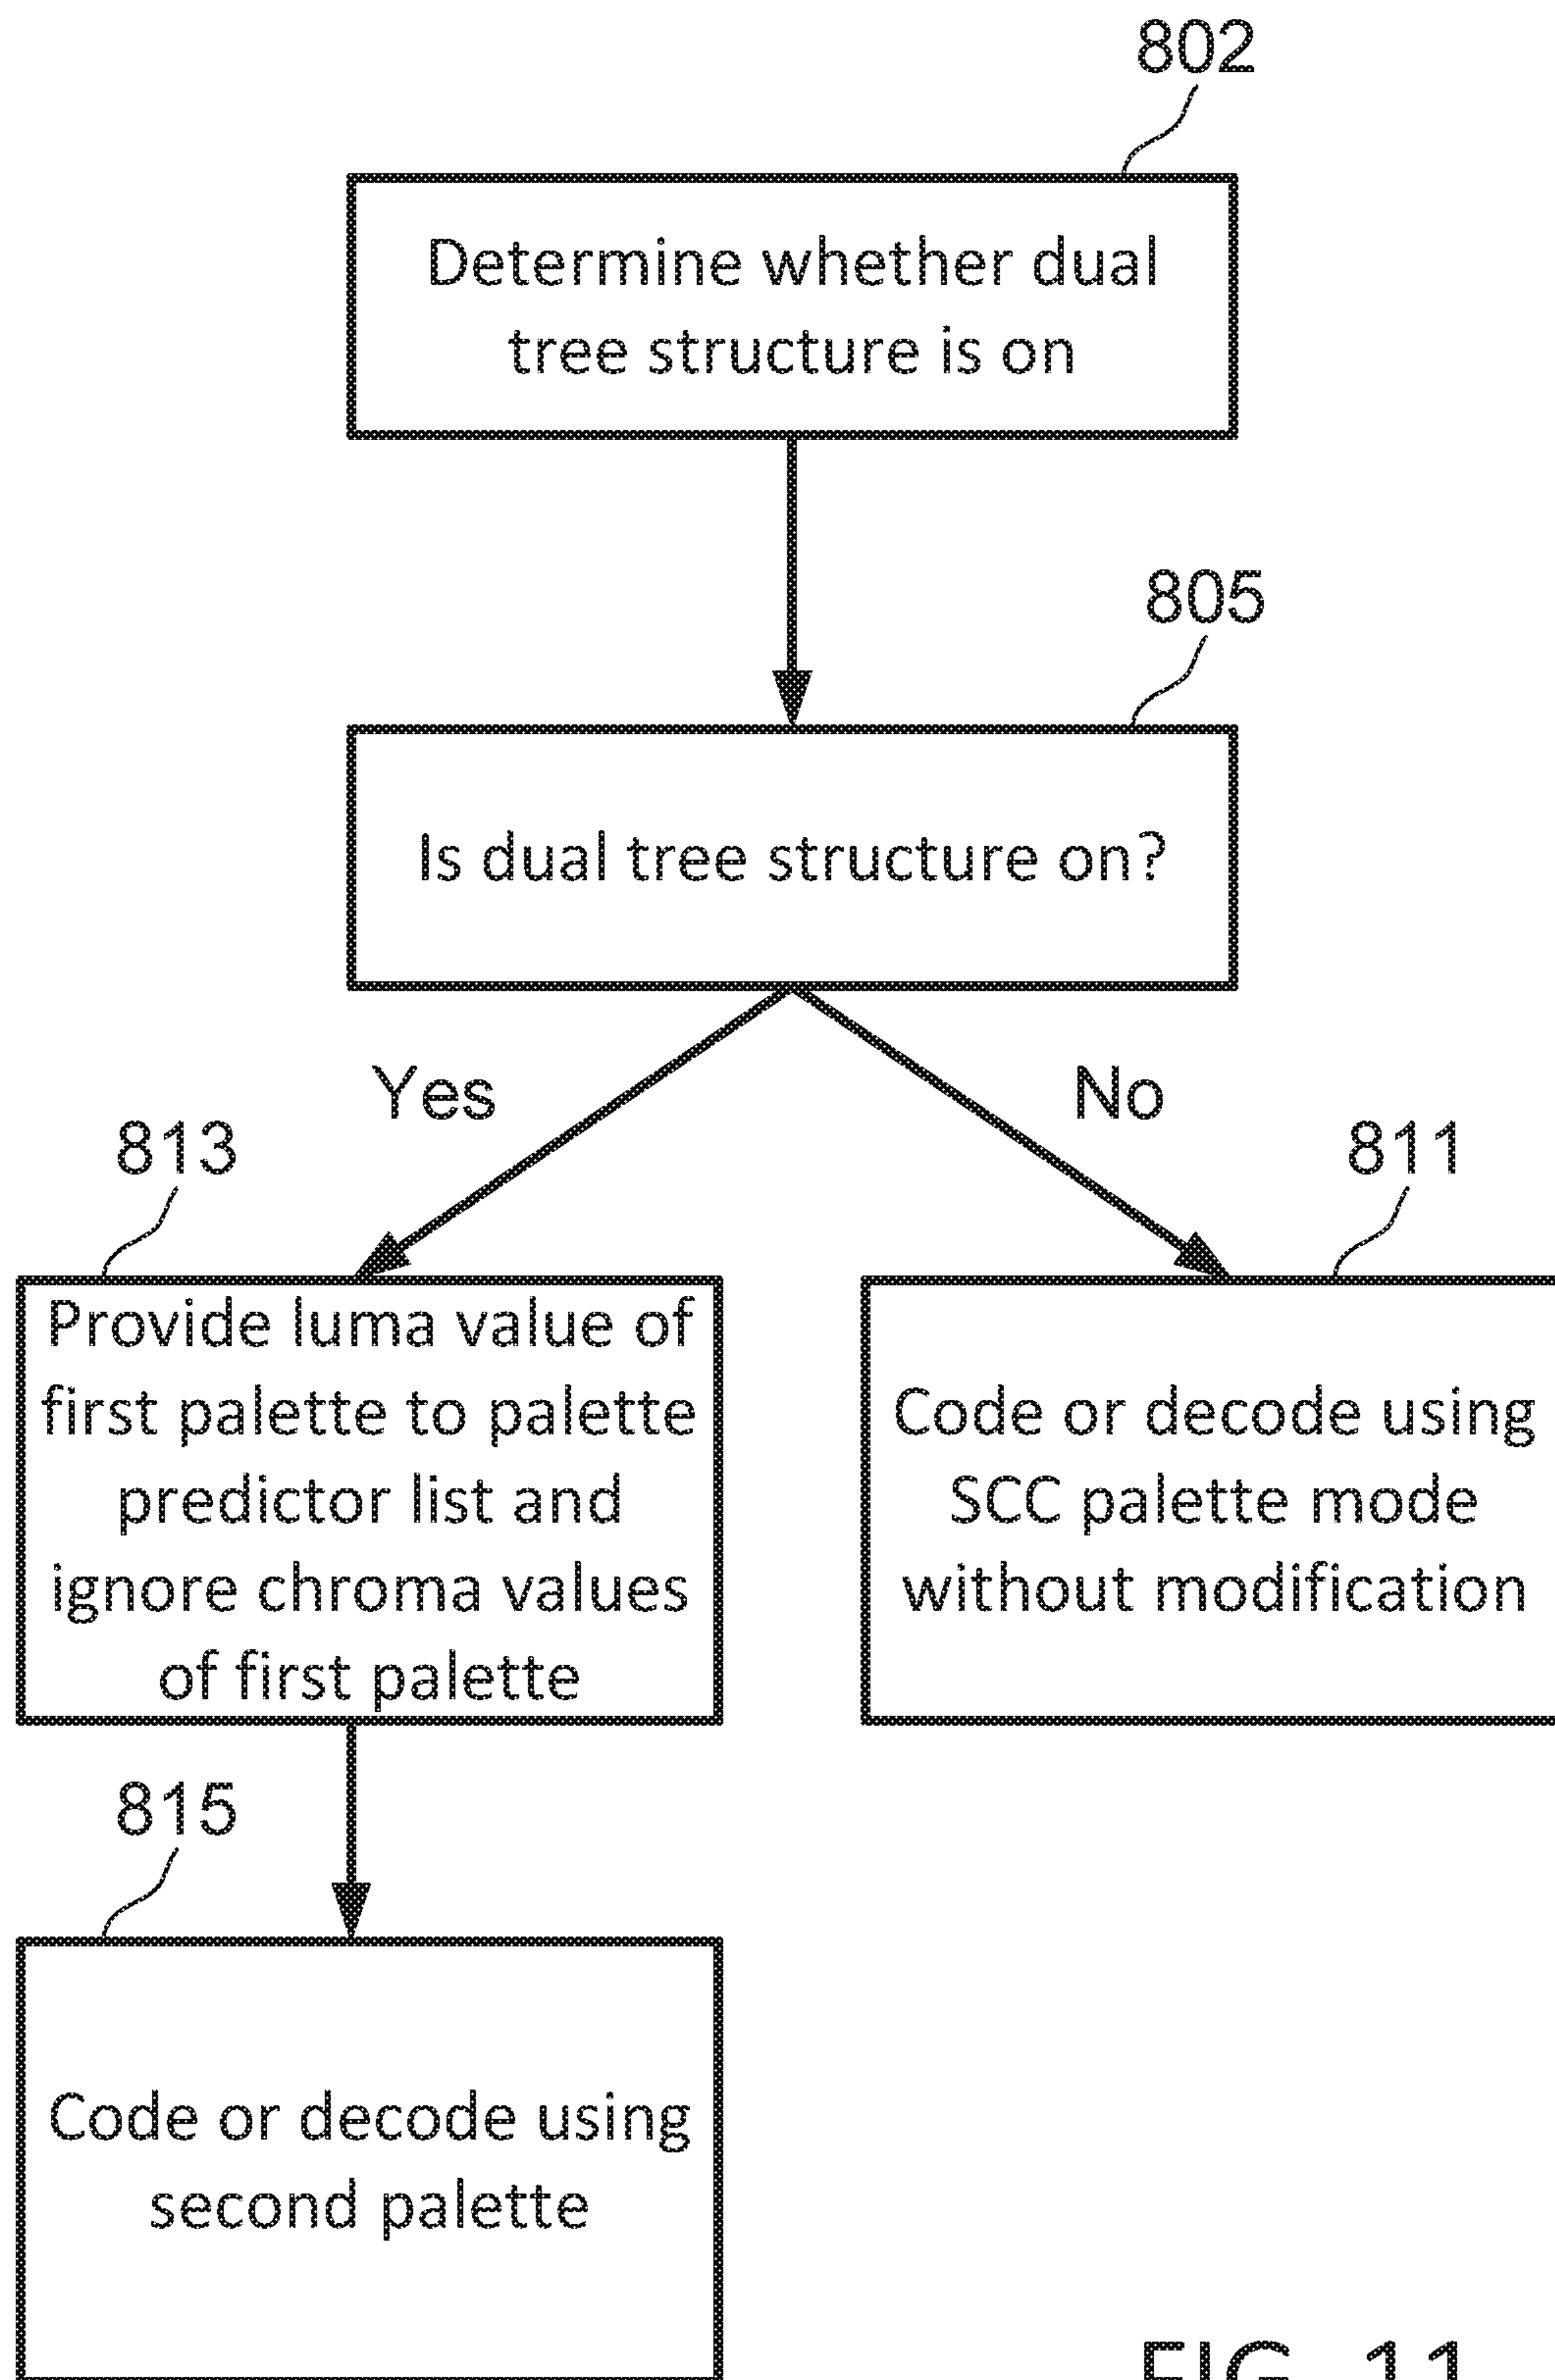 802
Determine whether dual
tree structure is on
805
Is dual tree structure on?
Yes
No
813
811
Provide luma value of
first palette to palette
predictor list and
ignore chroma values
of first palette
Code or decode using
SCC palette mode
without modification
815
Code or decode using
second palette
FIG. 11